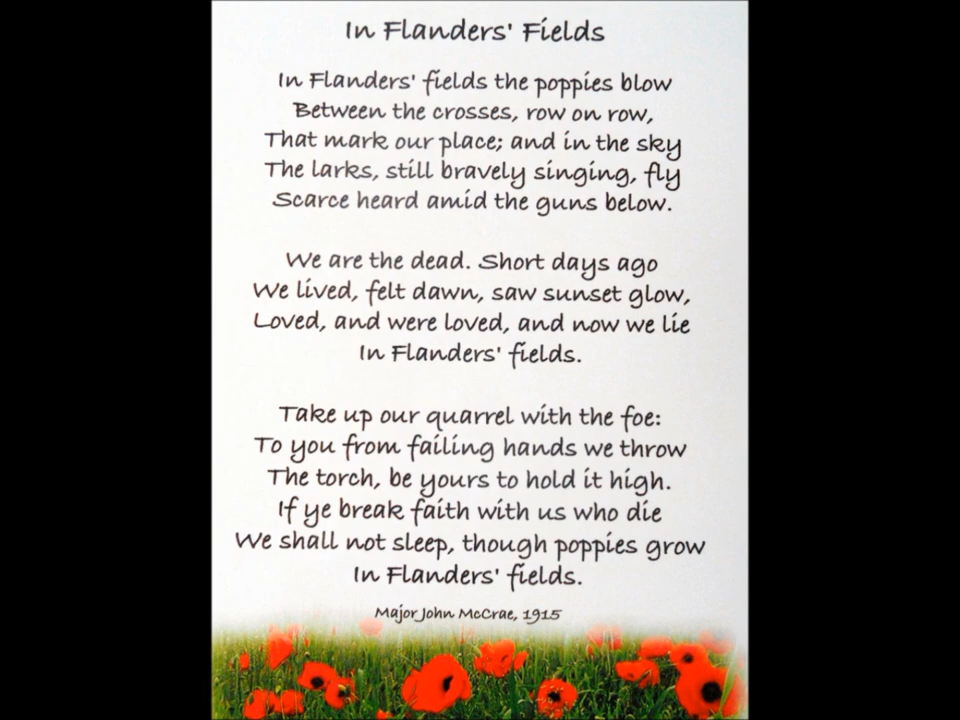 In Flanders' Fields
In Flanders' fields the poppies blow
Between the crosses, row on row,
That mark our place; and in the sky
The larks, still bravely singing, fly
Scarce heard amid the guns below.
We are the dead. Short days ago
We lived, felt dawn, saw sunset glow,
Loved, and were loved, and now we lie
In Flanders' fields.
Take up our quarrel with the foe:
To you from failing hands we throw
The torch, be yours to hold it high.
If ye break faith with us who die
We shall not sleep, though poppies grow
In Flanders' fields.
Major John McCrae, 1915